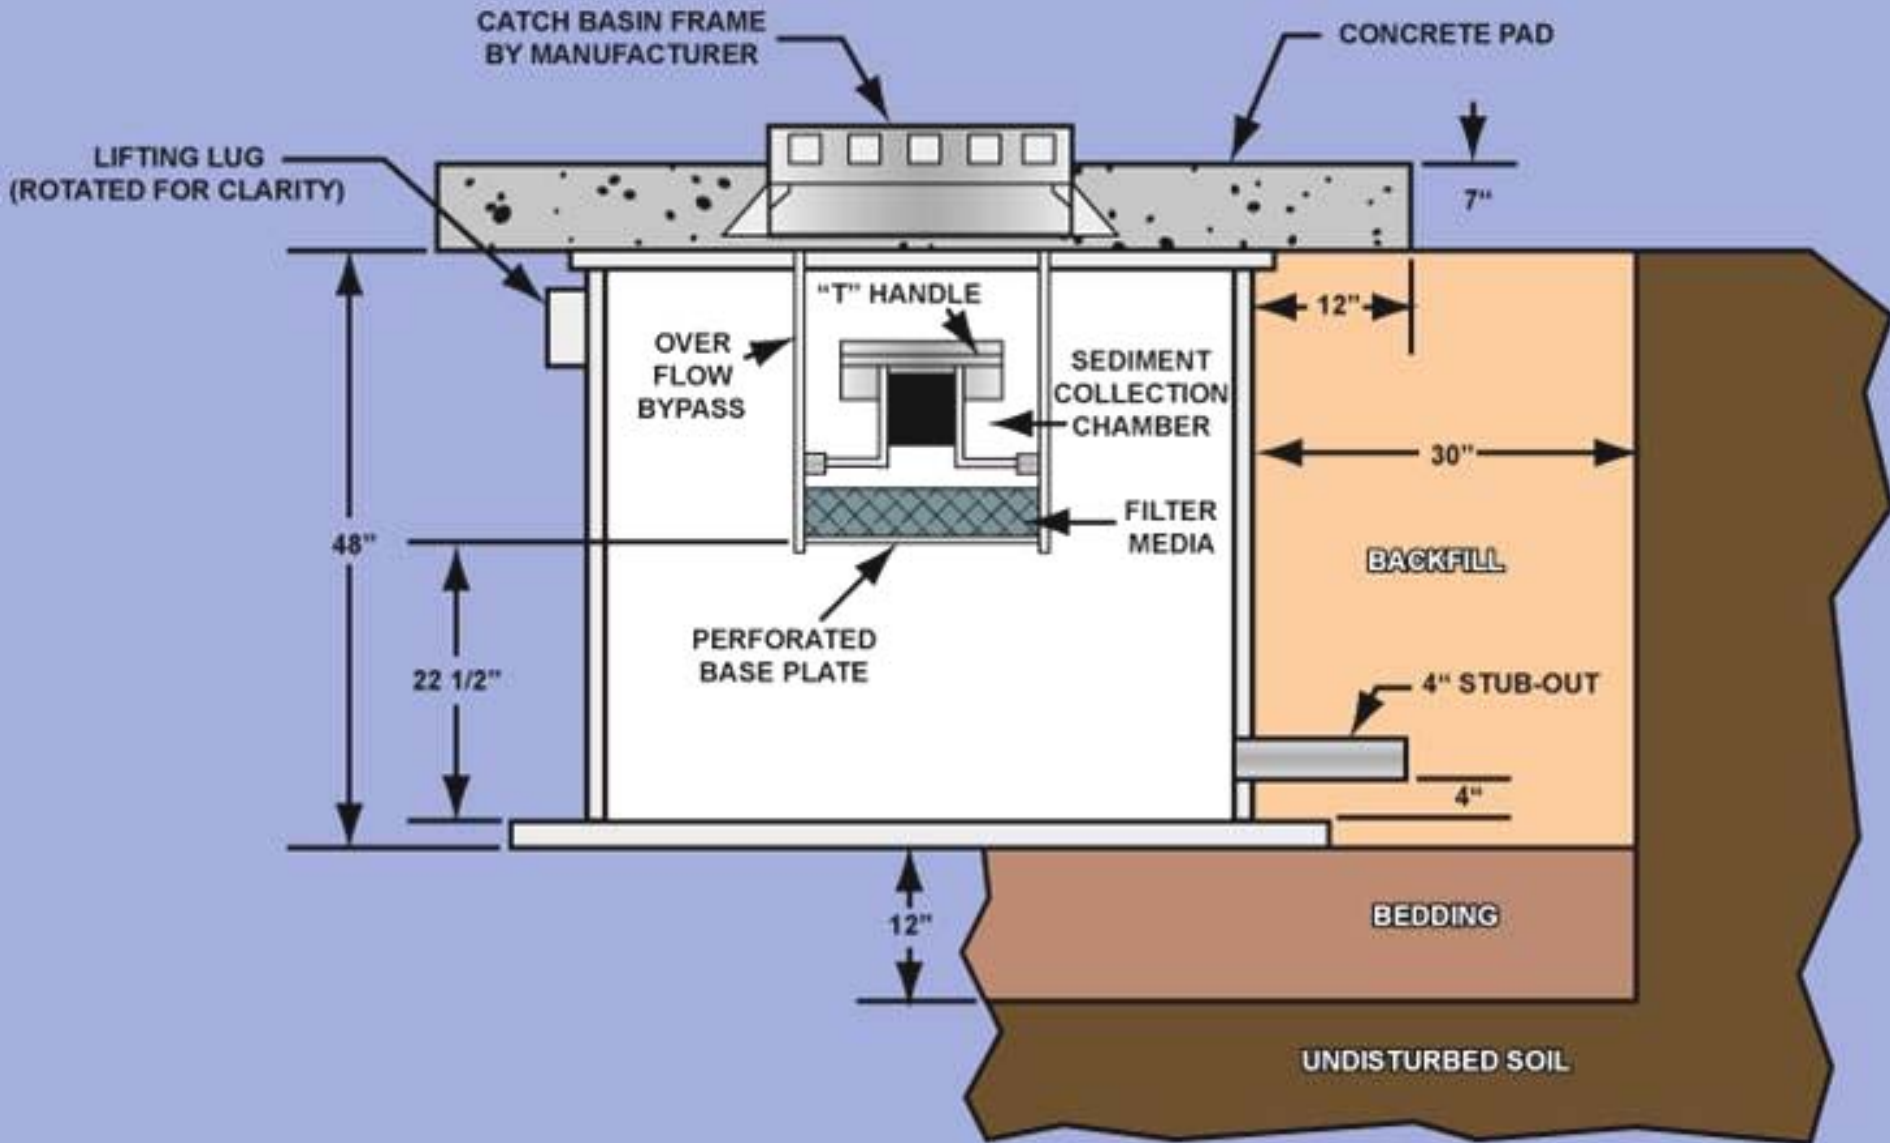 CATCH BASIN FRAME
BY MANUFACTURER
CONCRETE PAD
LIFTING LUG
(ROTATED FOR CLARITY)
7“
“T” HANDLE
12”
OVER
FLOW
BYPASS
SEDIMENT
COLLECTION
CHAMBER
30”
FILTER
MEDIA
48”
BACKFILL
PERFORATED
BASE PLATE
22 1/2”
4“ STUB-OUT
4“
12”
BEDDING
UNDISTURBED SOIL